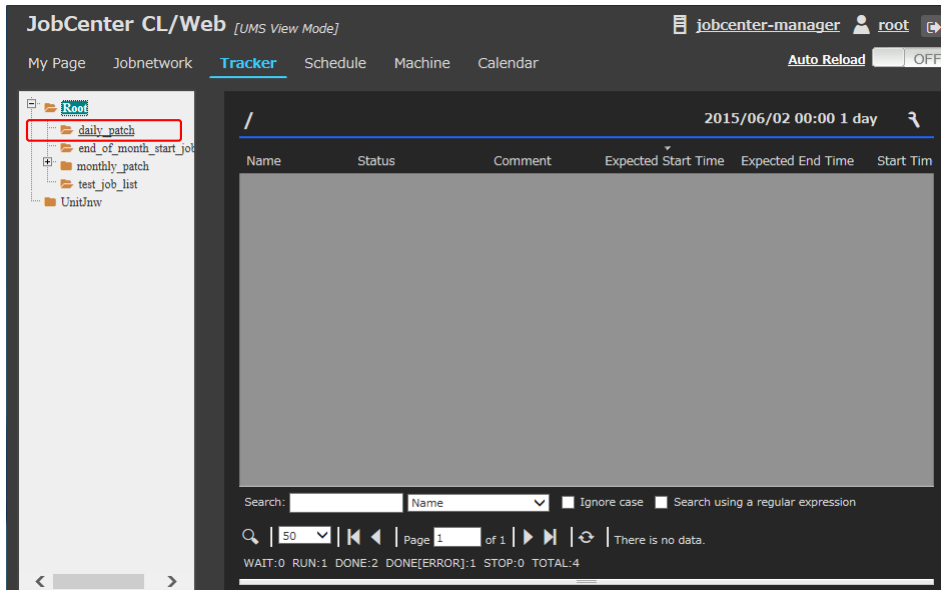 JobCenter CL/Web [UMS View Mode] jobcenter-manager root
My Page Jobnetwork Tracker Schedule Machine Calendar Auto Reload OFF
Root
daily_patch
end_of_month_start_job
monthly_patch
test_job_list
UnitJnw
/ 2015/06/02 00:00 1 day
Name Status Comment Expected Start Time Expected End Time Start Tim
Search: Name Ignore case Search using a regular expression
50 Page 1 of 1 There is no data.
WAIT:0 RUN:1 DONE:2 DONE[ERROR]:1 STOP:0 TOTAL:4